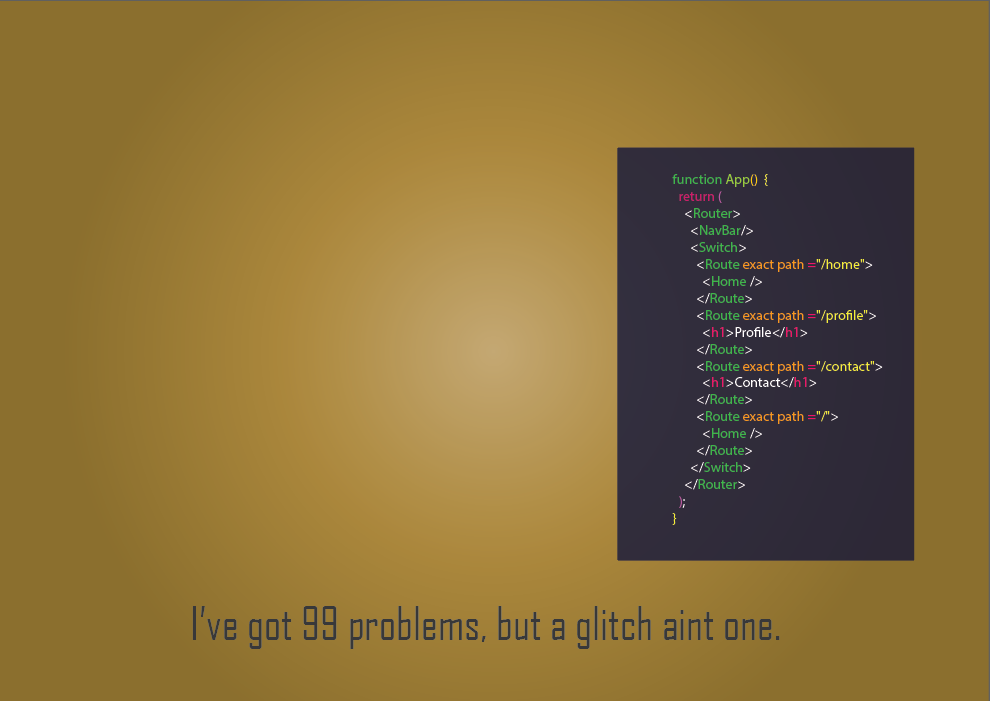 function App() {
return (
<Router>
<NavBar/>
<Switch>
<Route exact path ="/home">
<Home />
</Route>
<Route exact path ="/profile">
<h1>Profile</h1>
</Route>
<Route exact path ="/contact">
<h1>Contact</h1>
</Route>
<Route exact path ="/">
<Home />
</Route>
</Switch>
</Router>
);
}
I've got 99 problems, but a glitch aint one.